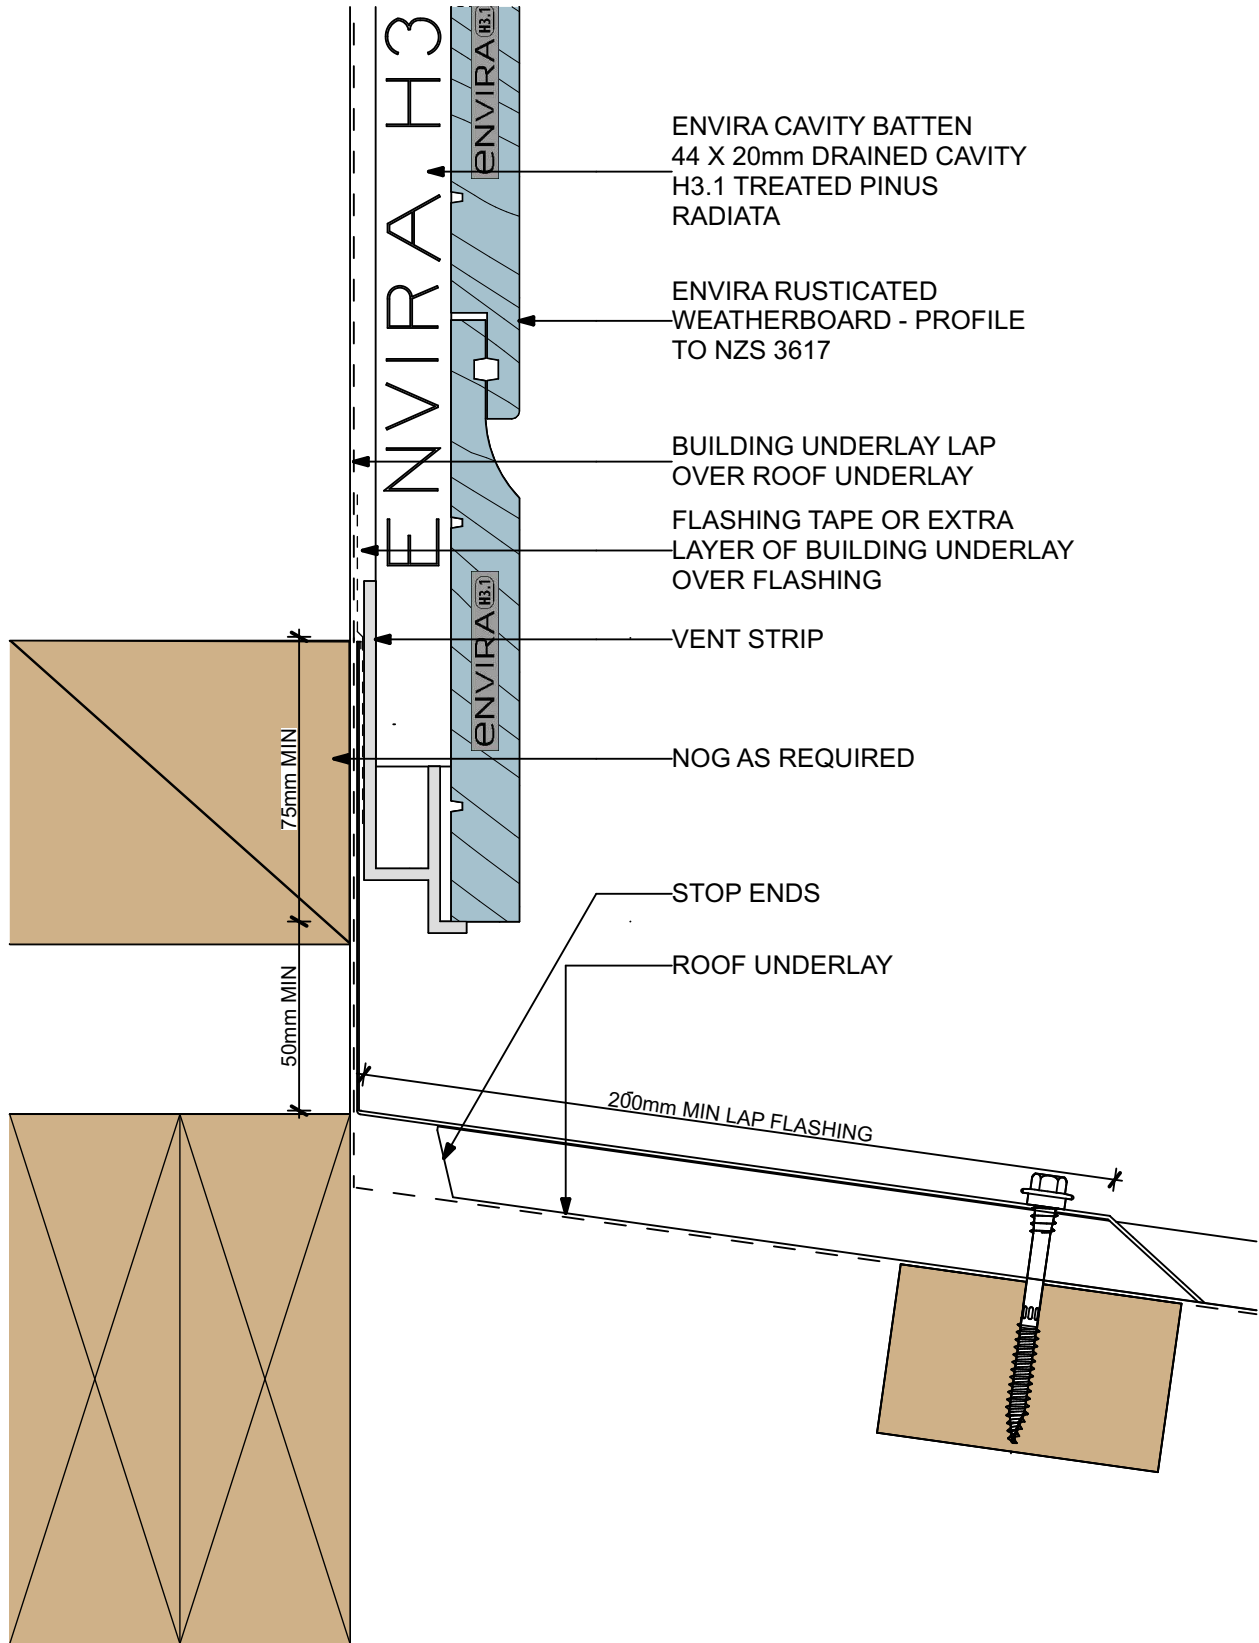 ENVIRA H3
eNVIRA H3.1
ENVIRA CAVITY BATTEN
44 X 20mm DRAINED CAVITY
H3.1 TREATED PINUS
RADIATA
ENVIRA RUSTICATED
WEATHERBOARD - PROFILE
TO NZS 3617
BUILDING UNDERLAY LAP
OVER ROOF UNDERLAY
FLASHING TAPE OR EXTRA
LAYER OF BUILDING UNDERLAY
OVER FLASHING
eNVIRA H3.1
VENT STRIP
75mm MIN
NOG AS REQUIRED
STOP ENDS
ROOF UNDERLAY
50mm MIN
200mm MIN LAP FLASHING